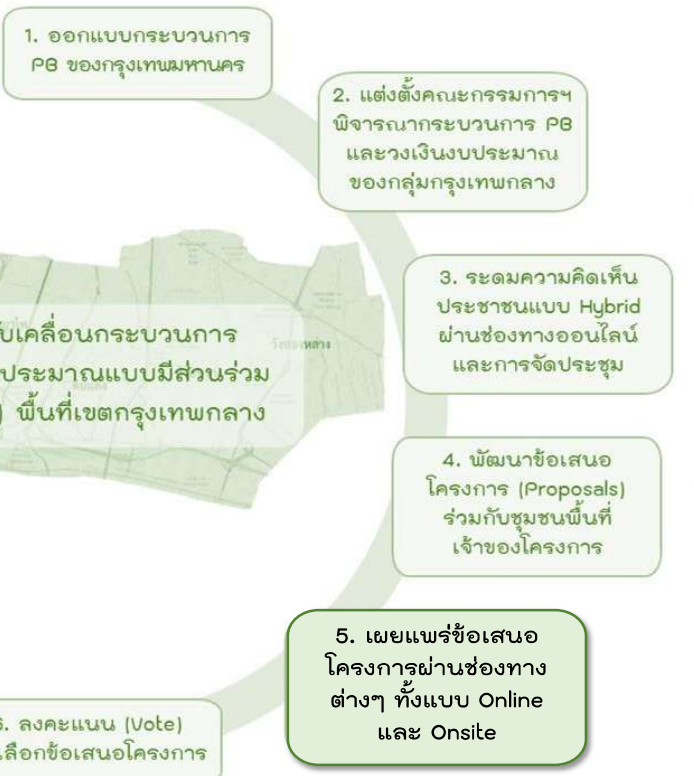 1. ออกแบบกระบวนการ
PB ของกรุงเทพมหานคร
2. แต่งตั้งคณะกรรมการฯ
พิจารณากระบวนการ PB
และวงเงินงบประมาณ
ของกลุ่มกรุงเทพกลาง
3. ระดมความคิดเห็น
ประชาชนแบบ Hybrid
ผ่านช่องทางออนไลน์
และการจัดประชุม
บเคลื่อนกระบวนการ
ประมาณแบบมีส่วนร่วม
) พื้นที่เขตกรุงเทพกลาง
4. พัฒนาข้อเสนอ
โครงการ (Proposals)
ร่วมกับชุมชนพื้นที่
เจ้าของโครงการ
5. เผยแพร่ข้อเสนอ
โครงการผ่านช่องทาง
ต่างๆ ทั้งแบบ Online
และ Onsite
6. ลงคะแนน (Vote)
เลือกข้อเสนอโครงการ